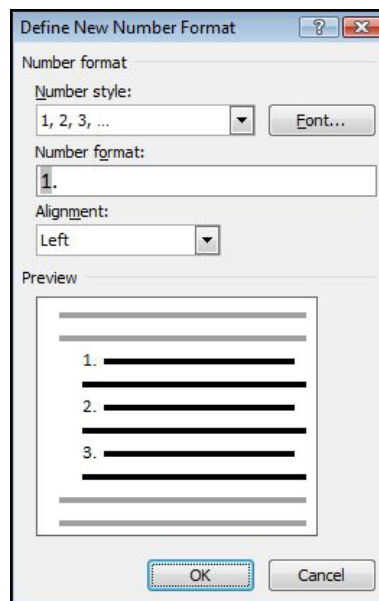 Define New Number Format
Number format
Number style:
1, 2, 3, ...
Font...
Number format:
1.
Alignment:
Left
Preview
1.
2.
3.
OK
Cancel